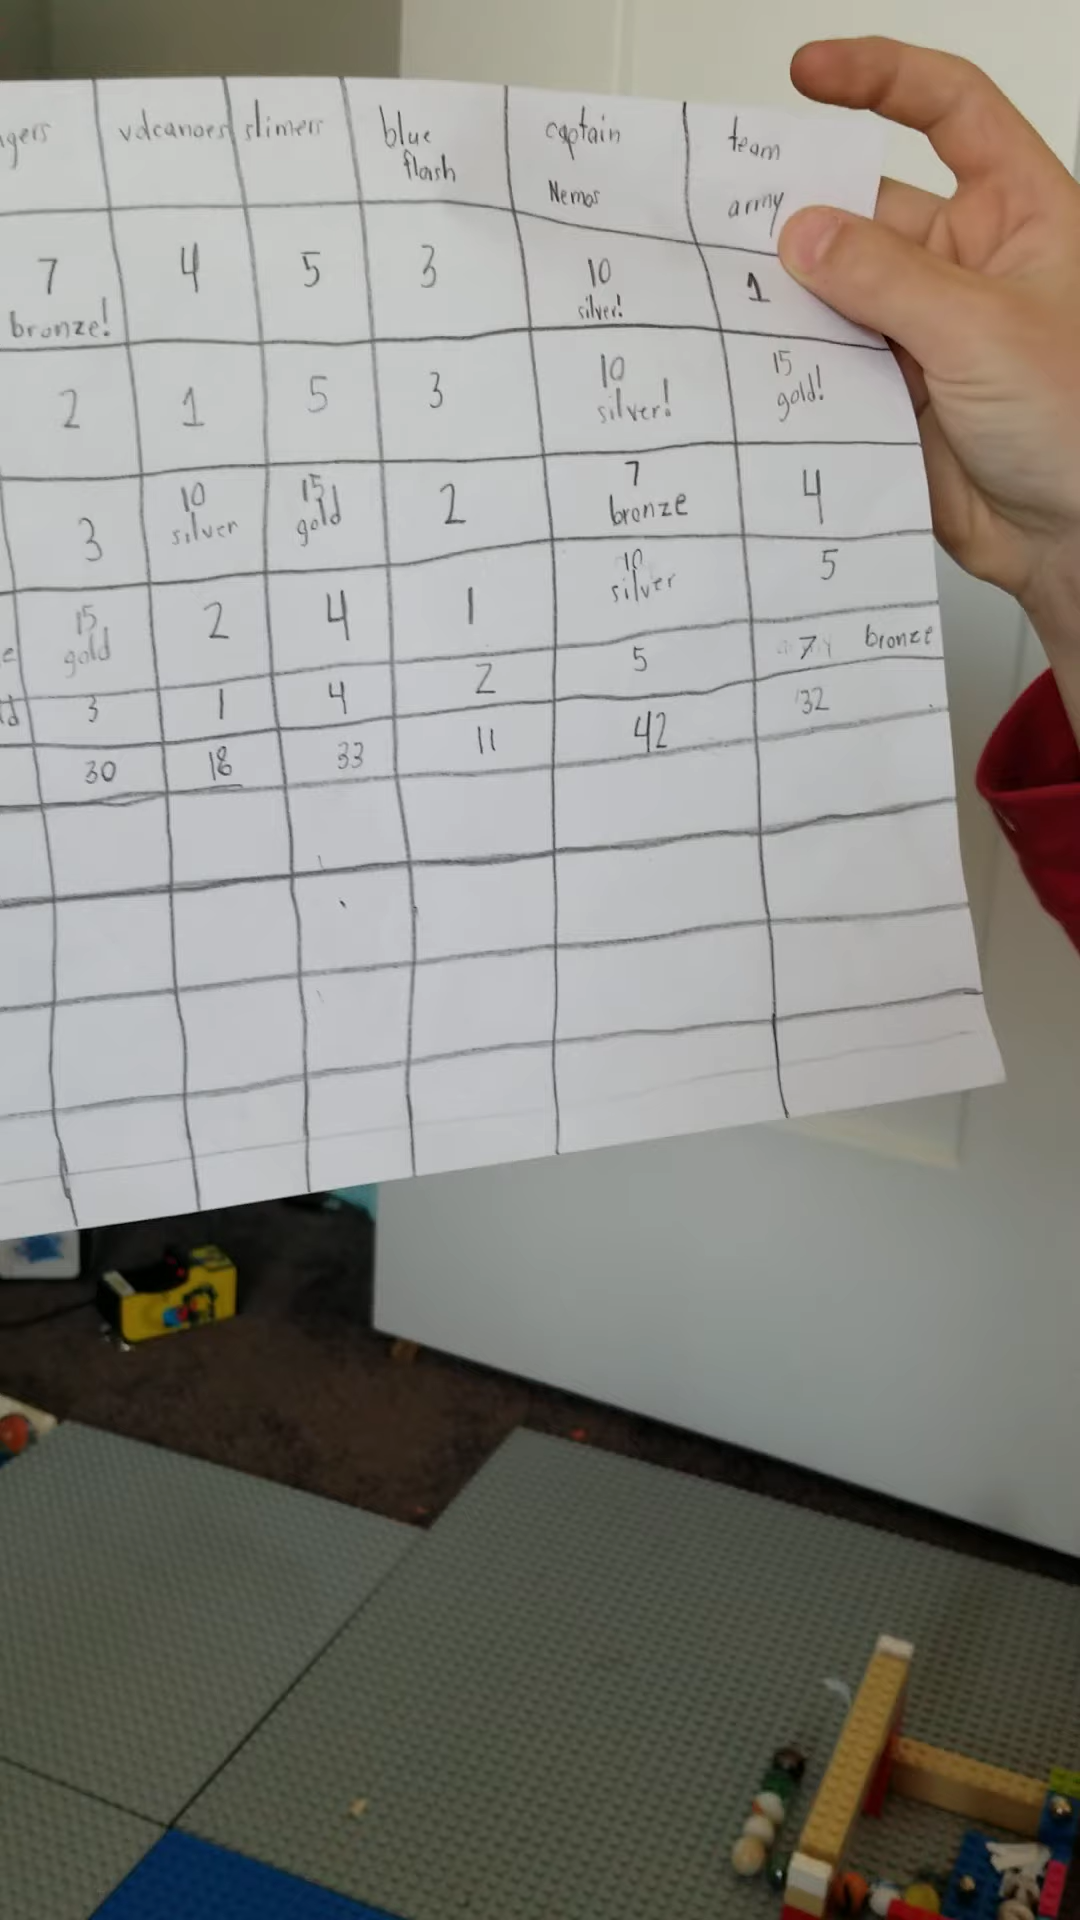 volcanoes slimers blue flash captain Nemos team army
7 bronze! 4 5 3 10 silver! 1
2 1 5 3 10 silver! 15 gold!
3 10 silver 15 gold 2 7 bronze 4
15 gold 2 4 1 10 silver 5
3 1 4 2 5 7 bronze
30 18 33 11 42 32